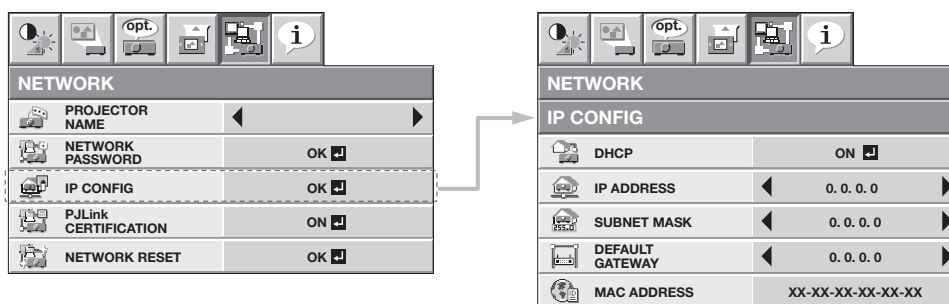 opt.
i
NETWORK
PROJECTOR
NAME
NETWORK
PASSWORD
OK
IP CONFIG
OK
PJLink
CERTIFICATION
ON
NETWORK RESET
OK
opt.
i
NETWORK
IP CONFIG
DHCP
ON
IP ADDRESS
0. 0. 0. 0
255.0
SUBNET MASK
0. 0. 0. 0
DEFAULT
GATEWAY
0. 0. 0. 0
MAC ADDRESS
XX-XX-XX-XX-XX-XX